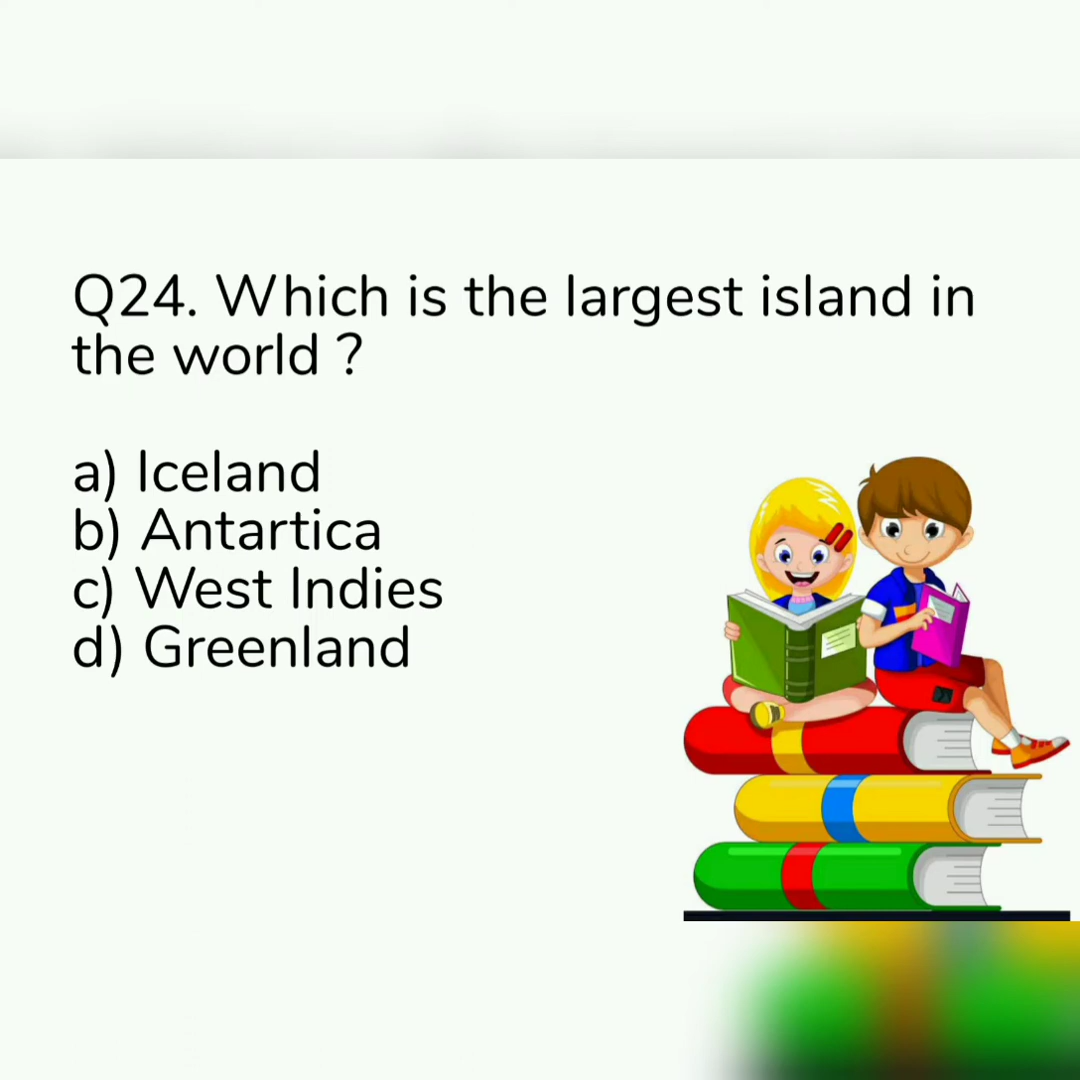 Q24. Which is the largest island in
the world ?
a) Iceland
b) Antartica
c) West Indies
d) Greenland